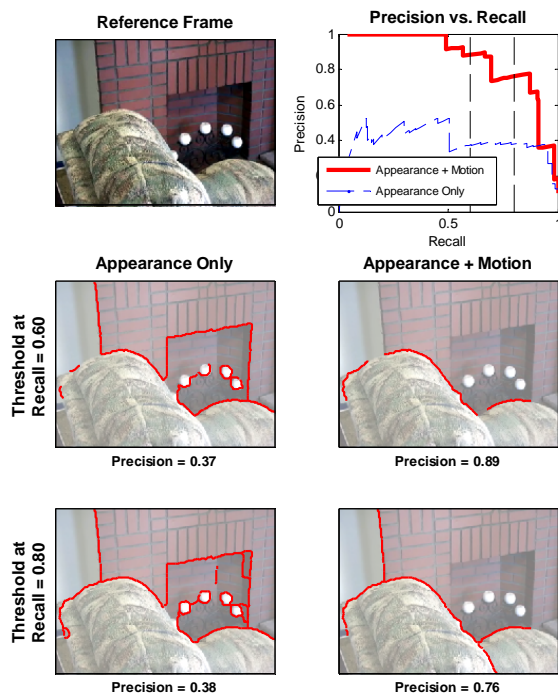 Reference Frame
Precision vs. Recall
1
0.8
0.6
0.4
0
Precision
0
0.5
1
Recall
Appearance + Motion
Appearance Only
Appearance Only
Appearance + Motion
Threshold at
Recall = 0.60
Precision = 0.37
Precision = 0.89
Threshold at
Recall = 0.80
Precision = 0.38
Precision = 0.76